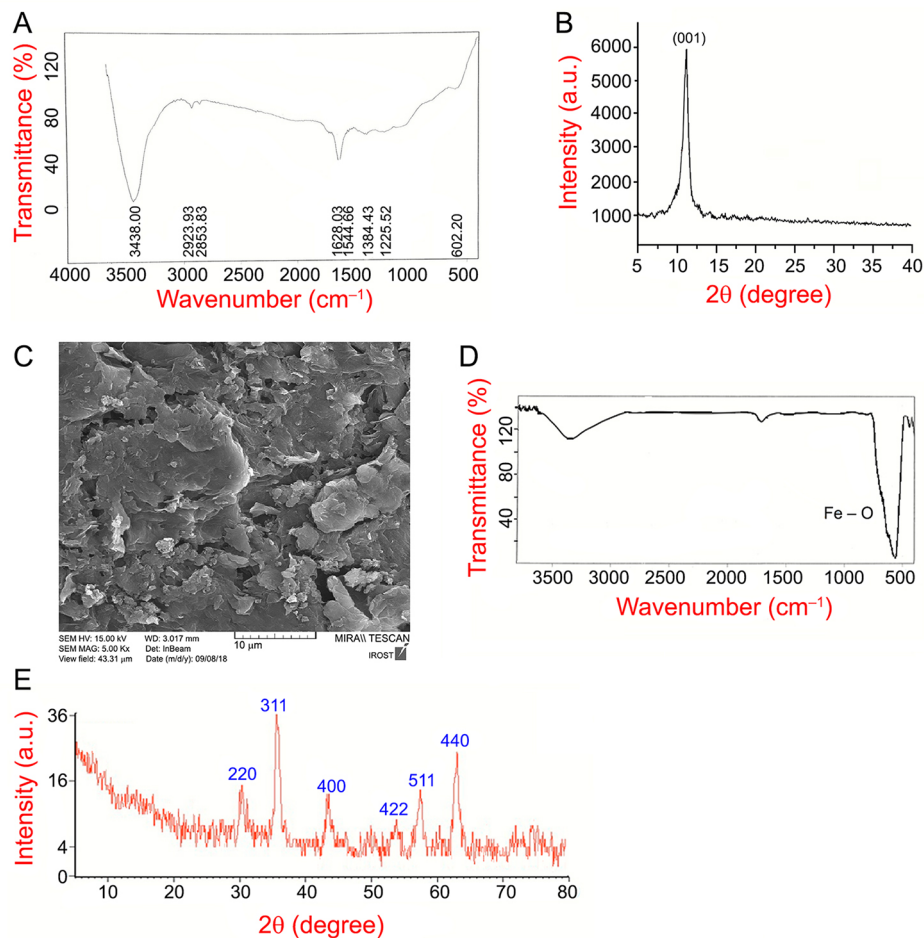 A
Transmittance (%)
120
80
40
0
3438.00
2923.93
2853.83
1628.03
1544.66
1384.43
1225.52
602.20
4000 3000 2500 2000 1500 1000 500
Wavenumber (cm⁻¹)
B
(001)
Intensity (a.u.)
6000
5000
4000
3000
2000
1000
5 10 15 20 25 30 35 40
2θ (degree)
C
SEM HV: 15.00 kV WD: 3.017 mm MIRA\\ TESCAN
SEM MAG: 5.00 Kx Det: InBeam 10 μm
View field: 43.31 μm Date (m/d/y): 09/08/18 IROST
D
Transmittance (%)
120
80
40
Fe – O
3500 3000 2500 2000 1500 1000 500
Wavenumber (cm⁻¹)
E
Intensity (a.u.)
36
16
4
0
220
311
400
422
511
440
10 20 30 40 50 60 70 80
2θ (degree)